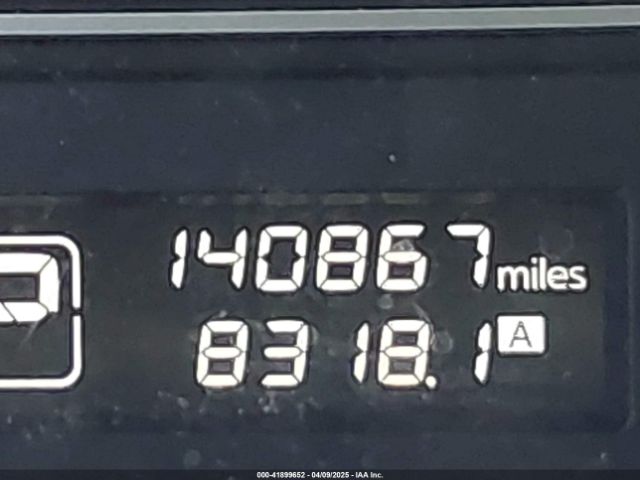 140867 miles
8318.1 A
P
000-41899652 - 04/09/2025 - IAA Inc.